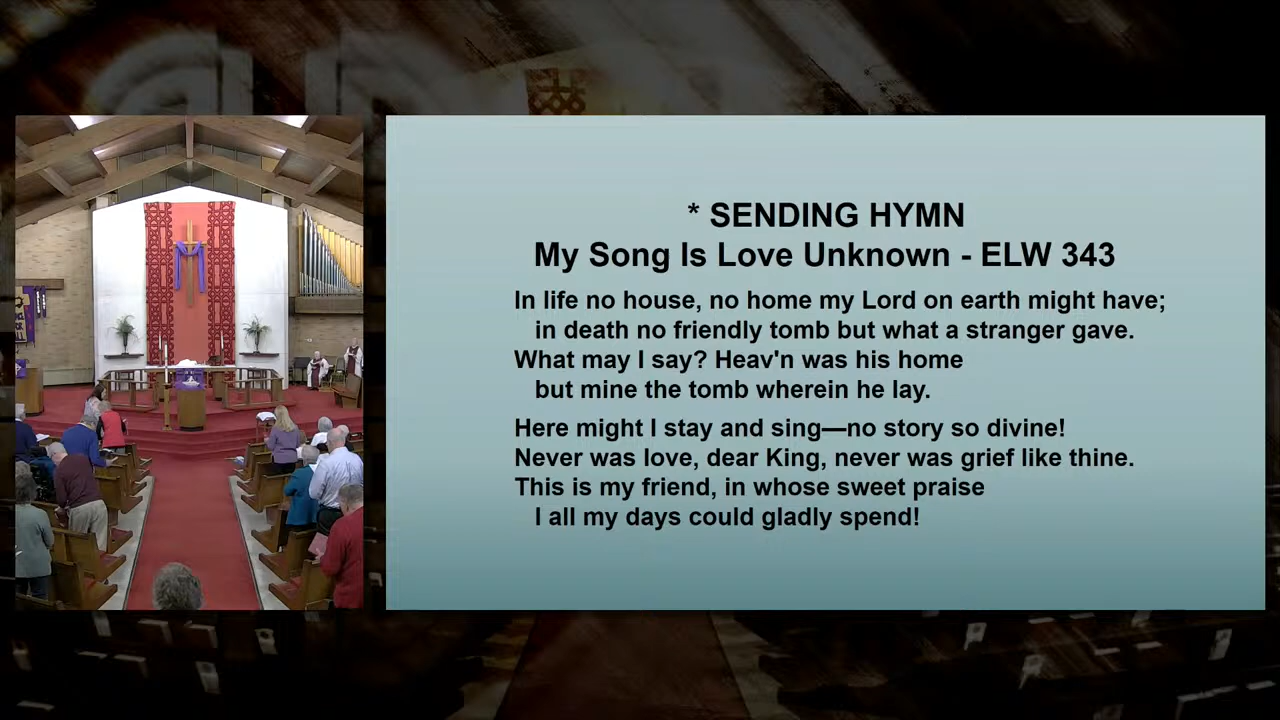 * SENDING HYMN
My Song Is Love Unknown - ELW 343
In life no house, no home my Lord on earth might have;
in death no friendly tomb but what a stranger gave.
What may I say? Heav'n was his home
but mine the tomb wherein he lay.
Here might I stay and sing—no story so divine!
Never was love, dear King, never was grief like thine.
This is my friend, in whose sweet praise
I all my days could gladly spend!